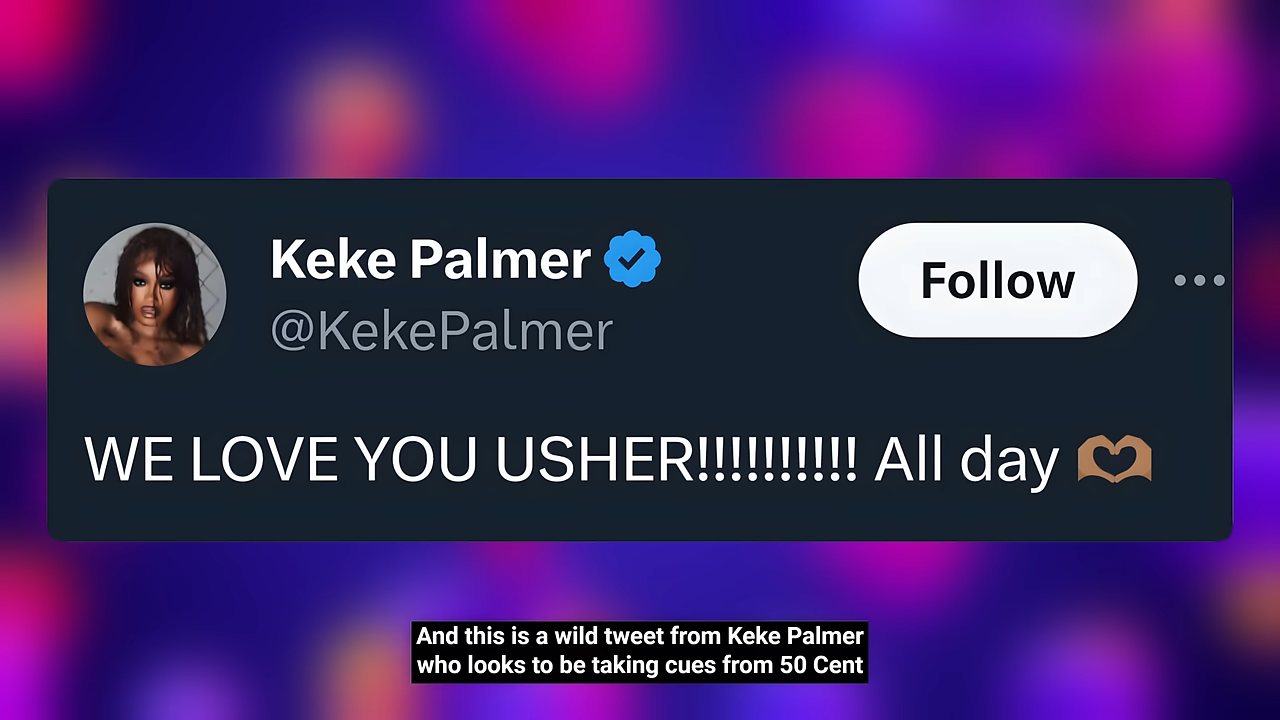 Keke Palmer
Follow
@KekePalmer
WE LOVE YOU USHER!!!!!!!!!! All day 🫶🏽
And this is a wild tweet from Keke Palmer
who looks to be taking cues from 50 Cent